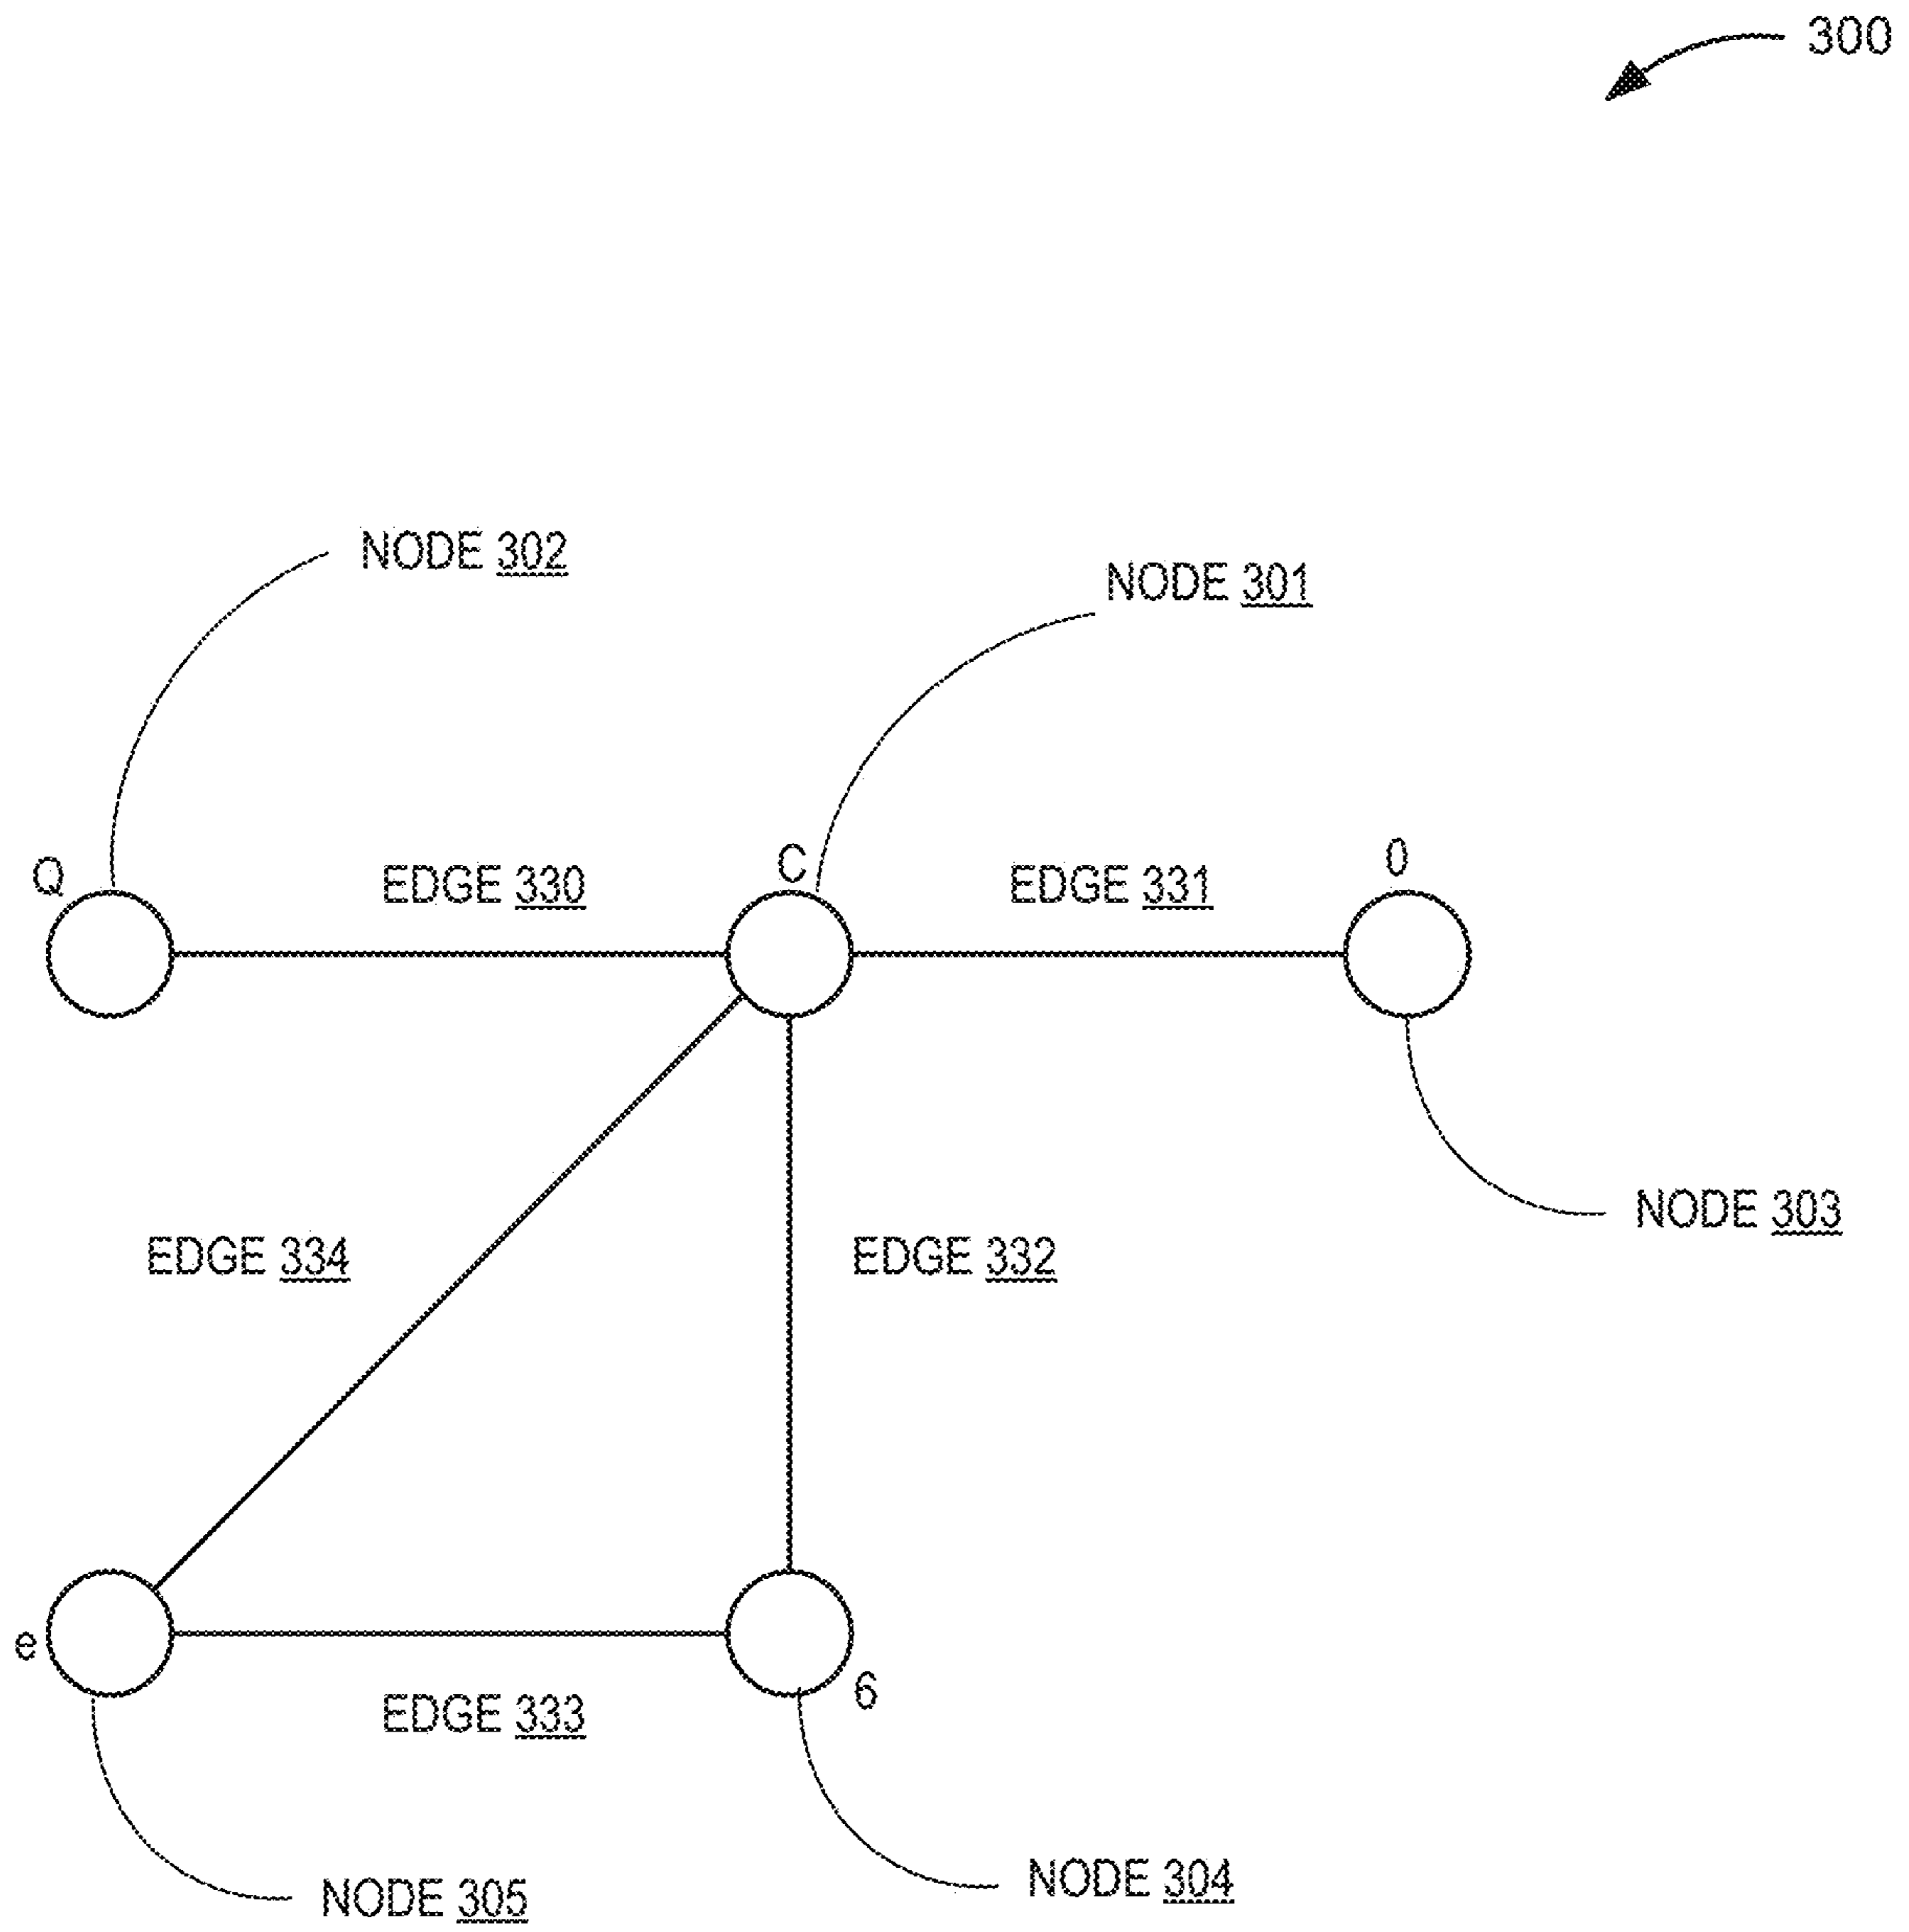 300
NODE 302
NODE 301
Q
EDGE 330
C
EDGE 331
0
NODE 303
EDGE 334
EDGE 332
e
EDGE 333
6
NODE 305
NODE 304